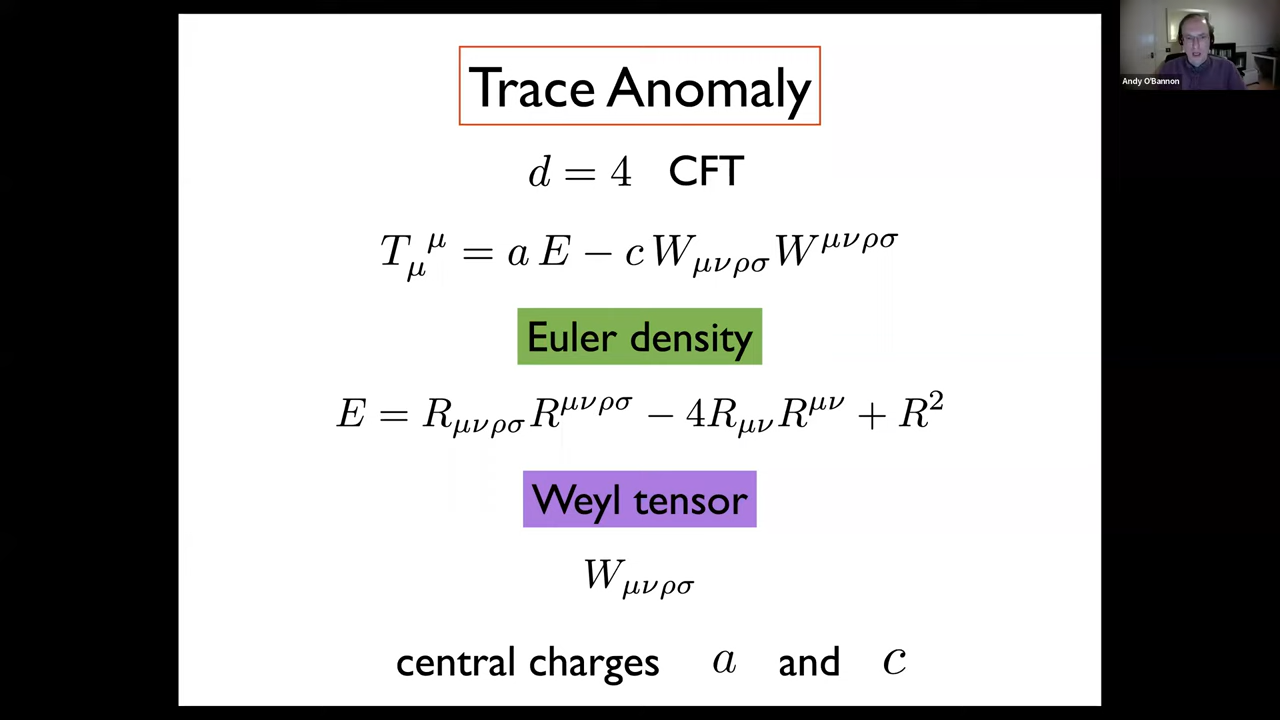 Trace Anomaly
d = 4 CFT
T_μ^μ = a E − c W_{μνρσ} W^{μνρσ}
Euler density
E = R_{μνρσ} R^{μνρσ} − 4R_{μν} R^{μν} + R^2
Weyl tensor
W_{μνρσ}
central charges a and c
Andy O'Bannon